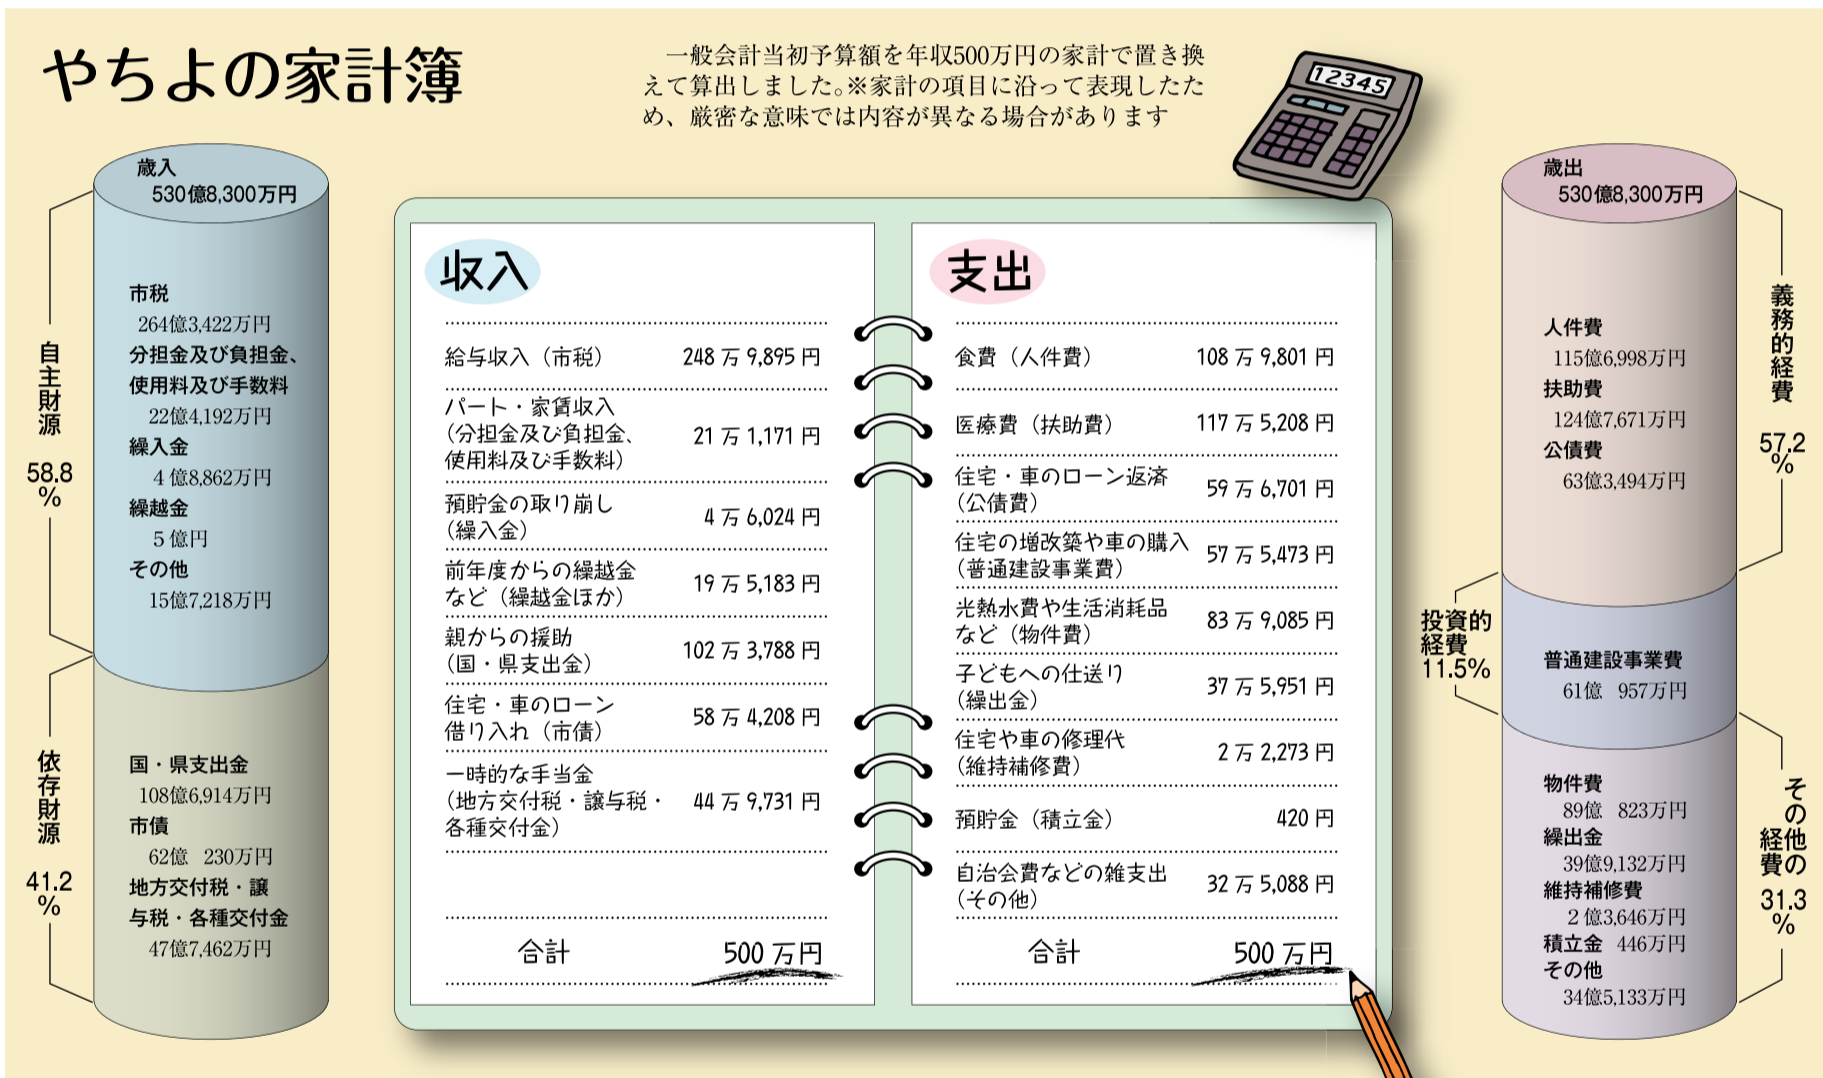 やちよの家計簿
一般会計当初予算額を年収500万円の家計で置き換
えて算出しました。※家計の項目に沿って表現したた
め、厳密な意味では内容が異なる場合があります
12345
歳入
530億8,300万円
自主財源
58.8
%
市税
264億3,422万円
分担金及び負担金、
使用料及び手数料
22億4,192万円
繰入金
4億8,862万円
繰越金
5億円
その他
15億7,218万円
依存財源
41.2
%
国・県支出金
108億6,914万円
市債
62億 230万円
地方交付税・譲
与税・各種交付金
47億7,462万円
収入
給与収入（市税） 248万9,895円
パート・家賃収入
（分担金及び負担金、 21万1,171円
使用料及び手数料）
預貯金の取り崩し
（繰入金） 4万6,024円
前年度からの繰越金
など（繰越金ほか） 19万5,183円
親からの援助
（国・県支出金） 102万3,788円
住宅・車のローン
借り入れ（市債） 58万4,208円
一時的な手当金
（地方交付税・譲与税・ 44万9,731円
各種交付金）
合計 500万円
支出
食費（人件費） 108万9,801円
医療費（扶助費） 117万5,208円
住宅・車のローン返済
（公債費） 59万6,701円
住宅の増改築や車の購入
（普通建設事業費） 57万5,473円
光熱水費や生活消耗品
など（物件費） 83万9,085円
子どもへの仕送り
（繰出金） 37万5,951円
住宅や車の修理代
（維持補修費） 2万2,273円
預貯金（積立金） 420円
自治会費などの雑支出
（その他） 32万5,088円
合計 500万円
歳出
530億8,300万円
義務的経費
57.2
%
人件費
115億6,998万円
扶助費
124億7,671万円
公債費
63億3,494万円
投資的
経費
11.5%
普通建設事業費
61億 957万円
その他の
経費
31.3
%
物件費
89億 823万円
繰出金
39億9,132万円
維持補修費
2億3,646万円
積立金 446万円
その他
34億5,133万円